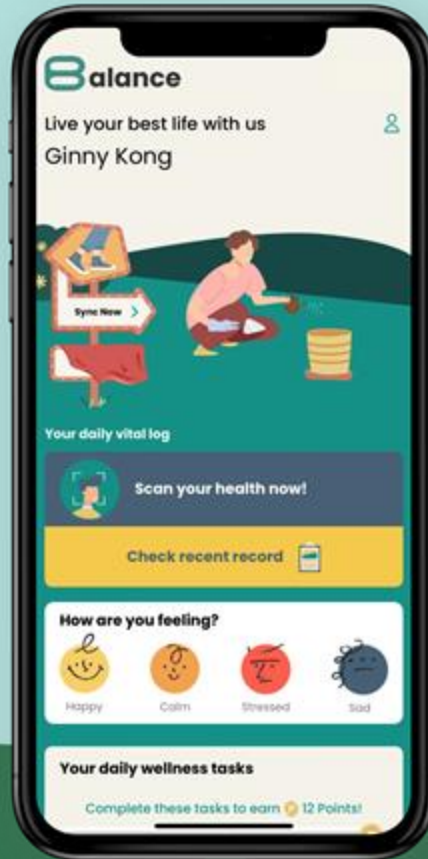 Balance
Live your best life with us
Ginny Kong
Sync Now
Your daily vital log
Scan your health now!
Check recent record
How are you feeling?
Happy Calm Stressed Sad
Your daily wellness tasks
Complete these tasks to earn P 12 Points!